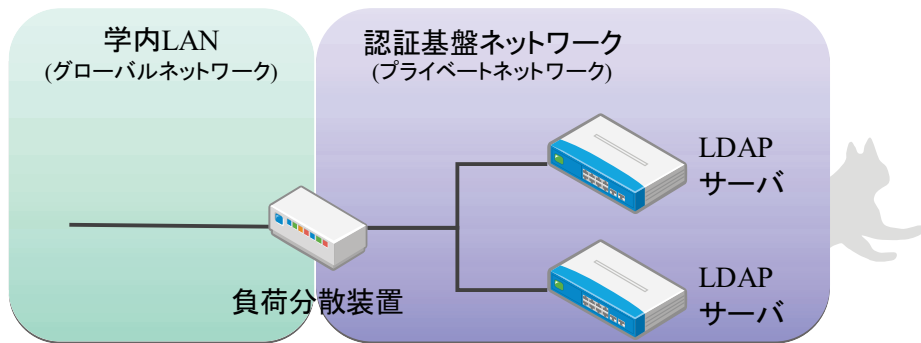 学内LAN
(グローバルネットワーク)
認証基盤ネットワーク
(プライベートネットワーク)
LDAP
サーバ
負荷分散装置
LDAP
サーバ